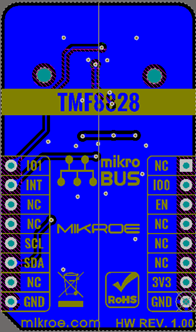 TMF8828
IO1
INT
NC
NC
SCL
SDA
NC
GND
mikro
BUS
MIKROE
RoHS
NC
IO0
EN
NC
NC
NC
3V3
GND
mikroe.com HW REV. 1.00